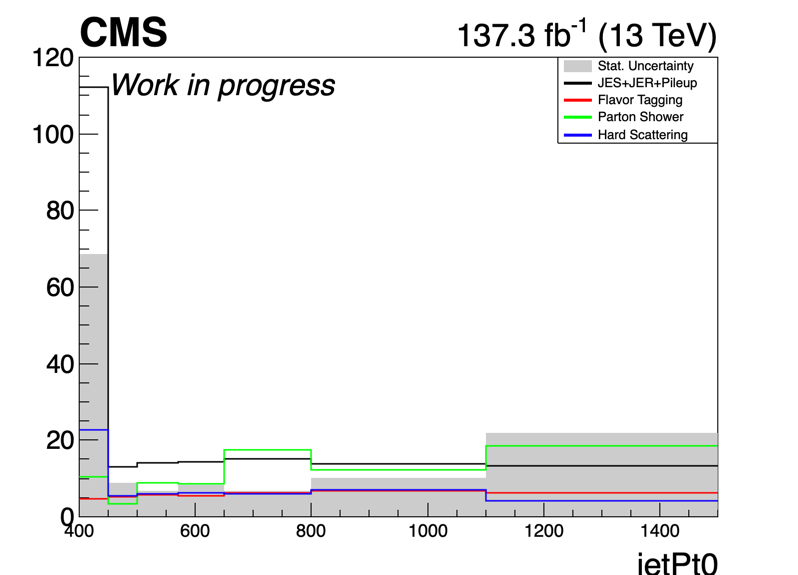 CMS
137.3 fb-1 (13 TeV)
120
Work in progress
Stat. Uncertainty
JES+JER+Pileup
Flavor Tagging
Parton Shower
Hard Scattering
100
80
60
40
20
0
400
600
800
1000
1200
1400
jetPt0